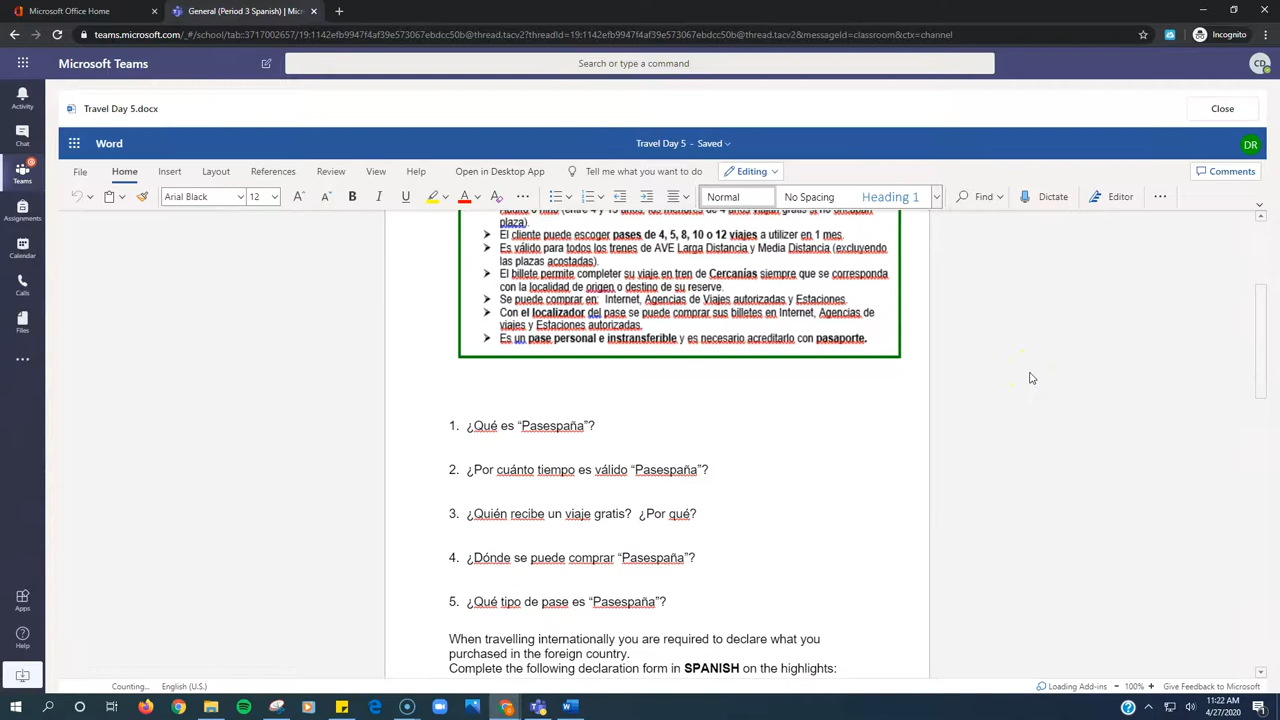 Microsoft Office Home
General (Period 3 Spanish) | Micr
teams.microsoft.com/_#/school/tab::3717002657/19:1142efb9947f4af39e573067ebdcc50b@thread.tacv2?threadId=19:1142efb9947f4af39e573067ebdcc50b@thread.tacv2&messageId=classroom&ctx=channel
Incognito
Microsoft Teams
Search or type a command
CD
Activity
Travel Day 5.docx
Close
Chat
Word
Travel Day 5 - Saved
DR
Teams
File
Home
Insert
Layout
References
Review
View
Help
Open in Desktop App
Tell me what you want to do
Editing
Comments
Arial Black
12
B
I
U
Normal
No Spacing
Heading 1
Find
Dictate
Editor
Assignments
Calendar
Calls
Files
plaza).
El cliente puede escoger pases de 4, 5, 8, 10 o 12 viajes a utilizer en 1 mes.
Es válido para todos los trenes de AVE Larga Distancia y Media Distancia (excluyendo
las plazas acostadas).
El billete permite completer su viaje en tren de Cercanías siempre que se corresponda
con la localidad de origen o destino de su reserve.
Se puede comprar en: Internet, Agencias de Viajes autorizadas y Estaciones.
Con el localizador del pase se puede comprar sus billetes en Internet, Agencias de
viajes y Estaciones autorizadas.
Es un pase personal e instransferible y es necesario acreditarlo con pasaporte.
1. ¿Qué es “Pasespaña”?
2. ¿Por cuánto tiempo es válido “Pasespaña”?
3. ¿Quién recibe un viaje gratis? ¿Por qué?
4. ¿Dónde se puede comprar “Pasespaña”?
5. ¿Qué tipo de pase es “Pasespaña”?
Apps
When travelling internationally you are required to declare what you
purchased in the foreign country.
Complete the following declaration form in SPANISH on the highlights:
Help
Counting...
English (U.S.)
Loading Add-ins
100%
Give Feedback to Microsoft
11:22 AM
4/27/2020